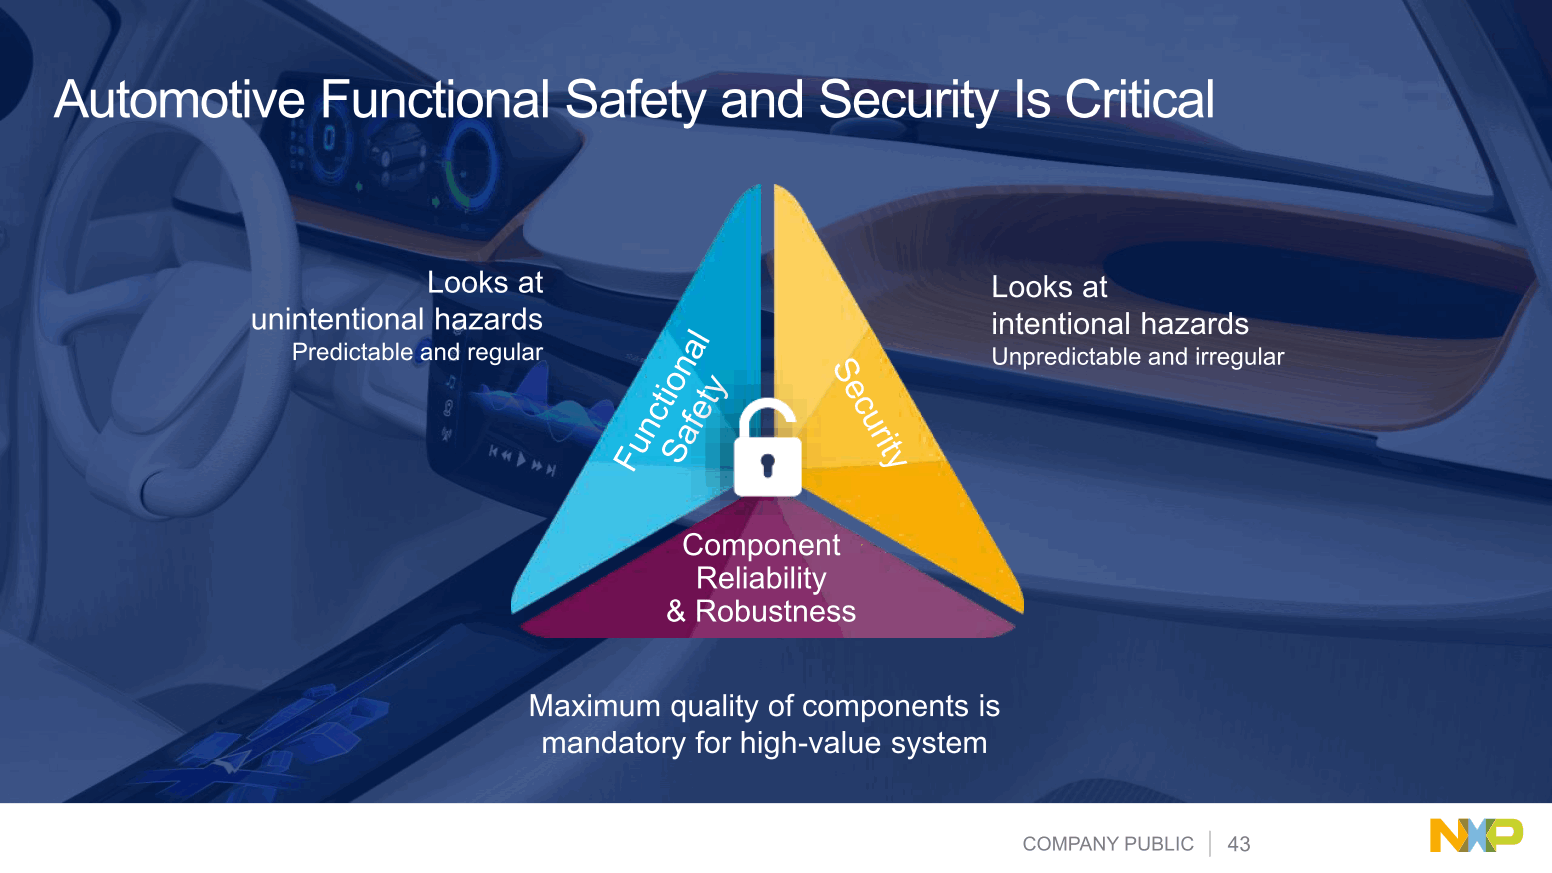 Automotive Functional Safety and Security Is Critical
Looks at
unintentional hazards
Predictable and regular
Looks at
intentional hazards
Unpredictable and irregular
Functional
Safety
Security
Component
Reliability
& Robustness
Maximum quality of components is
mandatory for high-value system
COMPANY PUBLIC
43
NXP